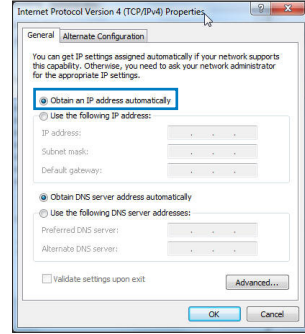 Internet Protocol Version 4 (TCP/IPv4) Properties
General Alternate Configuration
You can get IP settings assigned automatically if your network supports
this capability. Otherwise, you need to ask your network administrator
for the appropriate IP settings.
Obtain an IP address automatically
Use the following IP address:
IP address:
Subnet mask:
Default gateway:
Obtain DNS server address automatically
Use the following DNS server addresses:
Preferred DNS server:
Alternate DNS server:
Validate settings upon exit
Advanced...
OK Cancel